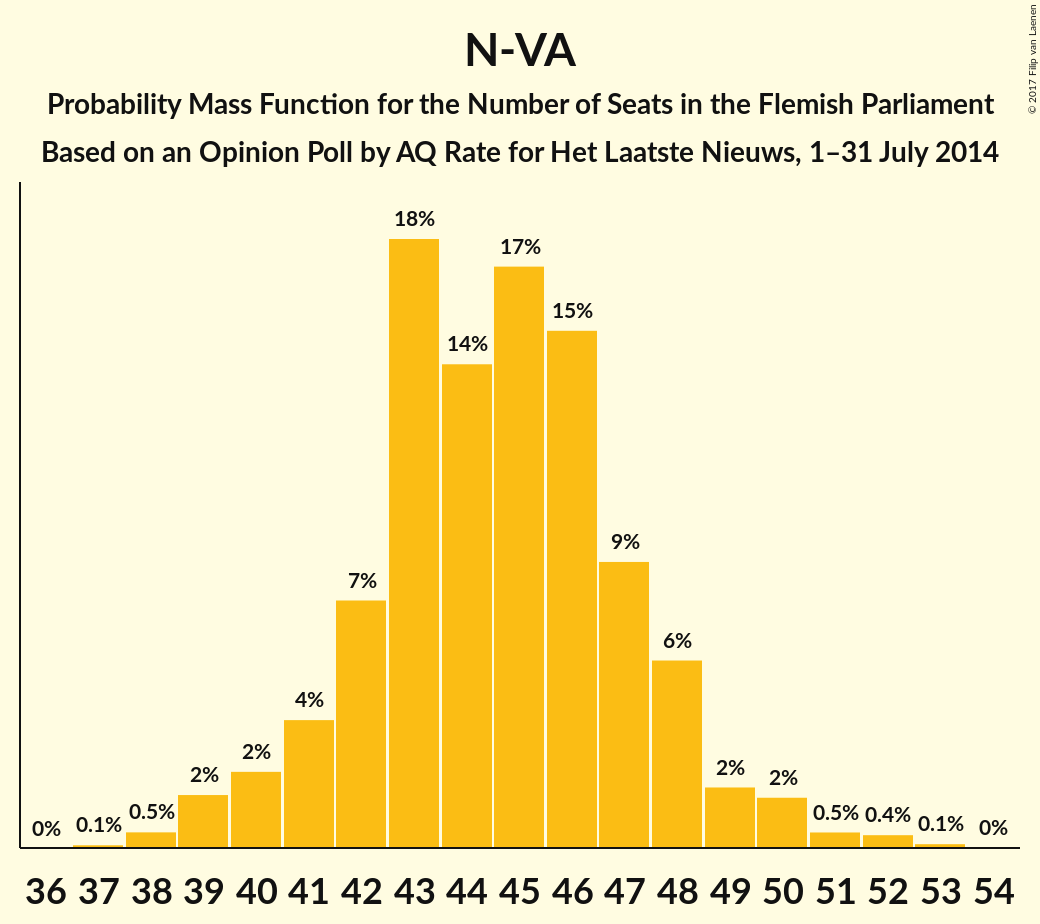 N-VA
Probability Mass Function for the Number of Seats in the Flemish Parliament
Based on an Opinion Poll by AQ Rate for Het Laatste Nieuws, 1–31 July 2014
© 2017 Filip van Laenen
0% 0.1% 0.5% 2% 2% 4% 7% 18% 14% 17% 15% 9% 6% 2% 2% 0.5% 0.4% 0.1% 0%
36 37 38 39 40 41 42 43 44 45 46 47 48 49 50 51 52 53 54